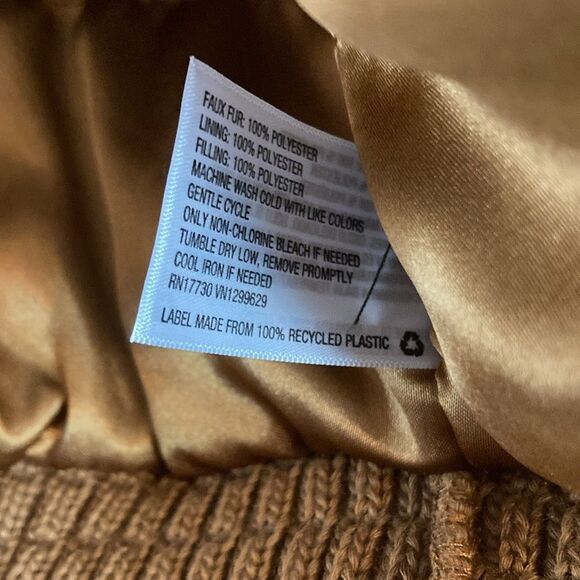 FAUX FUR: 100% POLYESTER
LINING: 100% POLYESTER
FILLING: 100% POLYESTER
MACHINE WASH COLD WITH LIKE COLORS
GENTLE CYCLE
ONLY NON-CHLORINE BLEACH IF NEEDED
TUMBLE DRY LOW, REMOVE PROMPTLY
COOL IRON IF NEEDED
RN17730 VN1299629
LABEL MADE FROM 100% RECYCLED PLASTIC